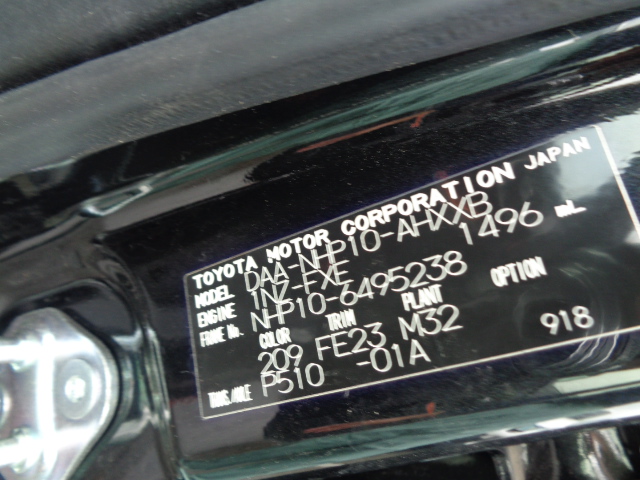 TOYOTA MOTOR CORPORATION JAPAN
MODEL DAA-NHP10-AHXXB
ENGINE 1NZ-FXE 1496 mL.
FRAME No. NHP10-6495238
COLOR TRIM PLANT OPTION
209 FE23 M32
TRANS/AXLE P510 -01A 918